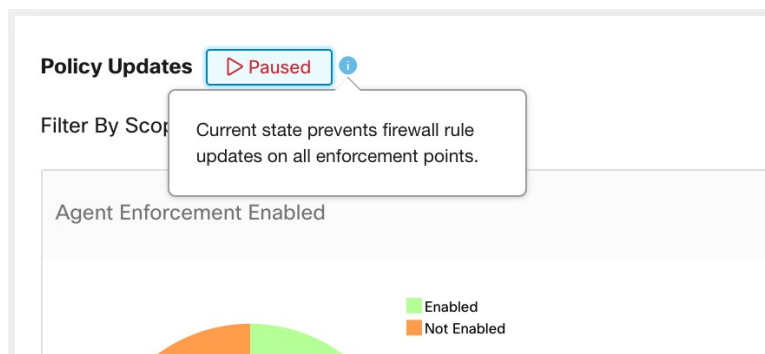 Policy Updates Paused
Filter By Scop
Current state prevents firewall rule
updates on all enforcement points.
Agent Enforcement Enabled
Enabled
Not Enabled